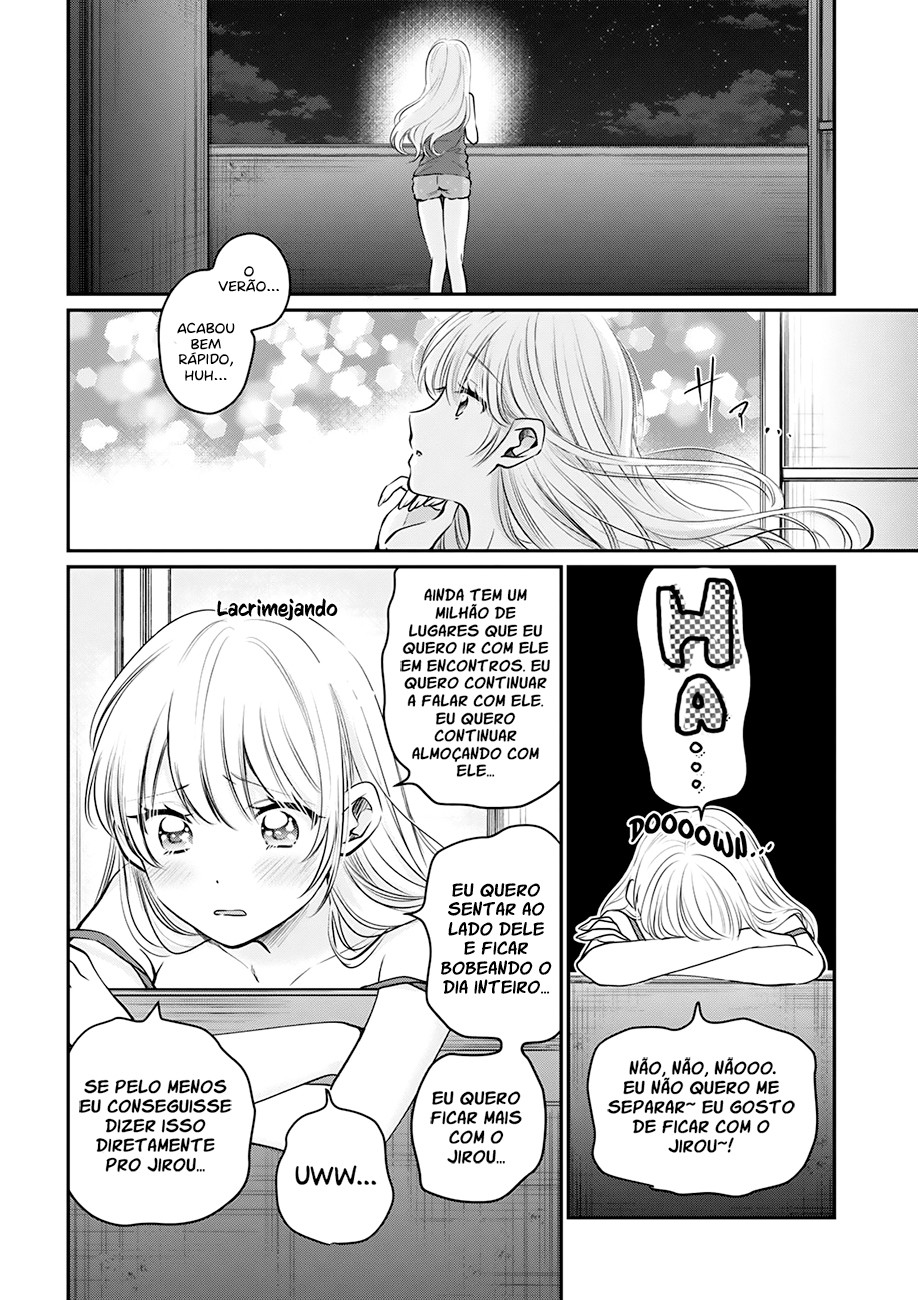 O
VERÃO...
ACABOU
BEM
RÁPIDO,
HUH...
HA...
DOOOOWN...
NÃO, NÃO, NÃOOO.
EU NÃO QUERO ME
SEPARAR~ EU GOSTO
DE FICAR COM O
JIROU~!
AINDA TEM UM
MILHÃO DE
LUGARES QUE EU
QUERO IR COM ELE
EM ENCONTROS. EU
QUERO CONTINUAR
A FALAR COM ELE.
EU QUERO
CONTINUAR
ALMOÇANDO COM
ELE...
Lacrimejando
EU QUERO
SENTAR AO
LADO DELE
E FICAR
BOBEANDO O
DIA INTEIRO...
EU QUERO
FICAR MAIS
COM O
JIROU...
UWW...
SE PELO MENOS
EU CONSEGUISSE
DIZER ISSO
DIRETAMENTE
PRO JIROU...